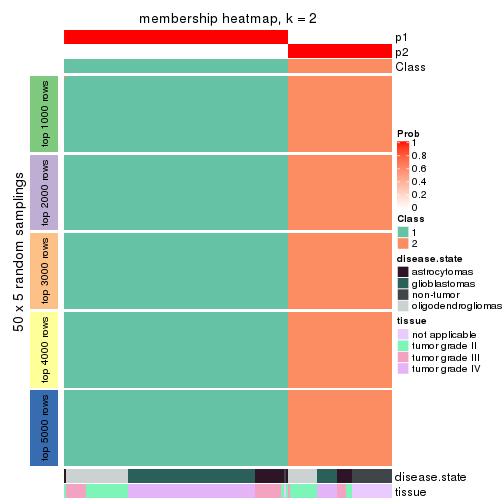 membership heatmap, k = 2
p1
p2
Class
50 x 5 random samplings
top 1000 rows
top 2000 rows
top 3000 rows
top 4000 rows
top 5000 rows
Prob
1
0.8
0.6
0.4
0.2
0
Class
1
2
disease.state
astrocytomas
glioblastomas
non-tumor
oligodendrogliomas
tissue
not applicable
tumor grade II
tumor grade III
tumor grade IV
disease.state
tissue